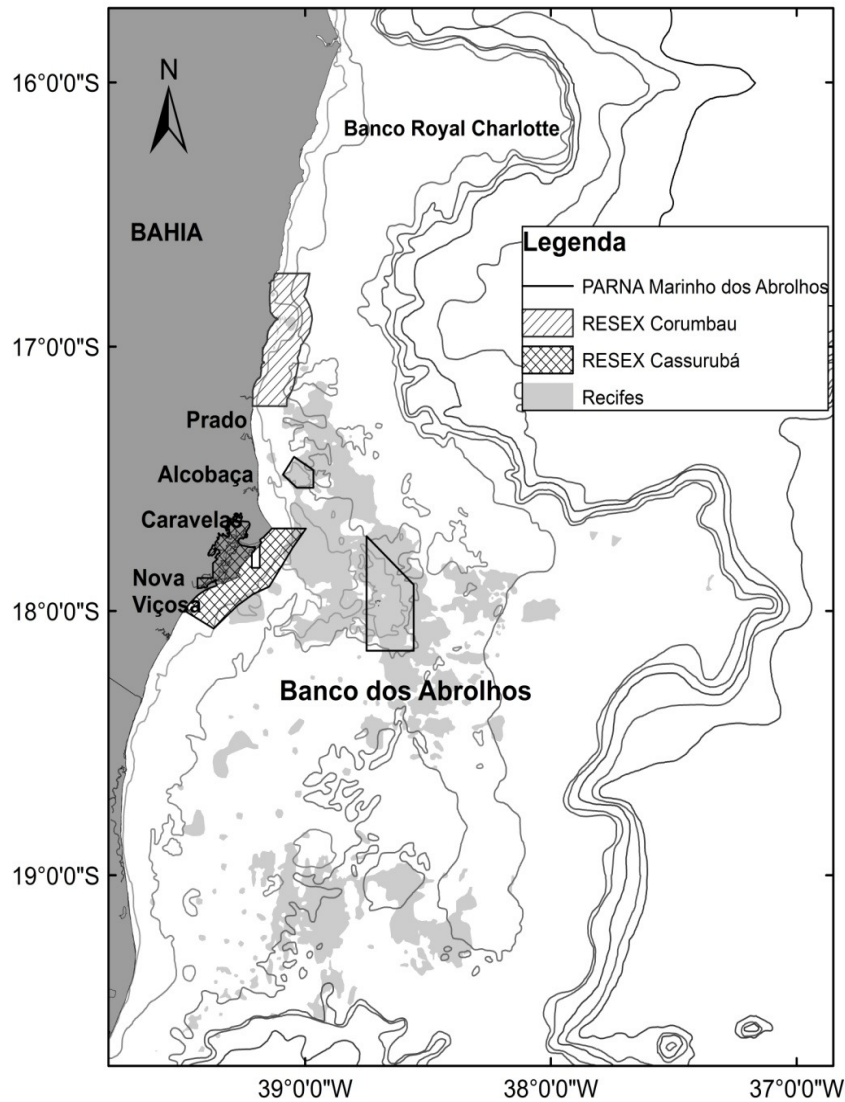 16°0'0"S
N
Banco Royal Charlotte
BAHIA
Legenda
PARNA Marinho dos Abrolhos
RESEX Corumbau
RESEX Cassurubá
Recifes
17°0'0"S
Prado
Alcobaça
Caravelas
Nova
Viçosa
18°0'0"S
Banco dos Abrolhos
19°0'0"S
39°0'0"W
38°0'0"W
37°0'0"W